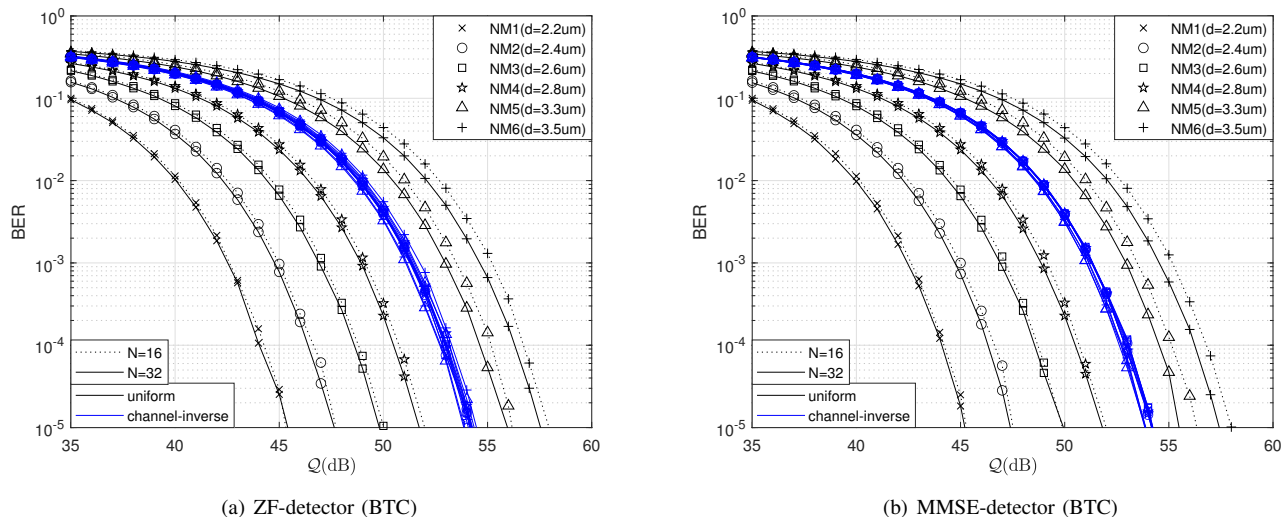 10^0
10^-1
10^-2
10^-3
10^-4
10^-5
BER
35
40
45
50
55
60
Q(dB)
NM1(d=2.2um)
NM2(d=2.4um)
NM3(d=2.6um)
NM4(d=2.8um)
NM5(d=3.3um)
NM6(d=3.5um)
N=16
N=32
uniform
channel-inverse
(a) ZF-detector (BTC)
10^0
10^-1
10^-2
10^-3
10^-4
10^-5
BER
35
40
45
50
55
60
Q(dB)
NM1(d=2.2um)
NM2(d=2.4um)
NM3(d=2.6um)
NM4(d=2.8um)
NM5(d=3.3um)
NM6(d=3.5um)
N=16
N=32
uniform
channel-inverse
(b) MMSE-detector (BTC)